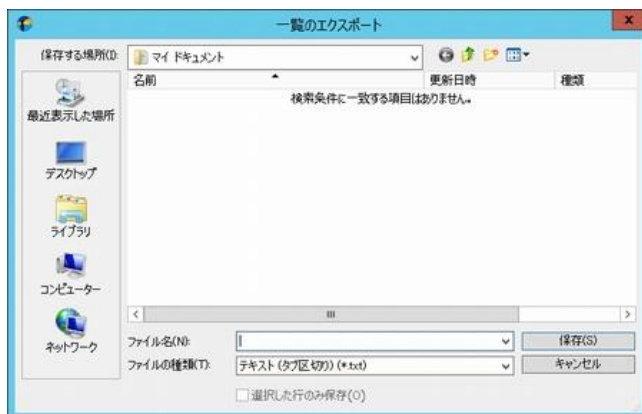 一覧のエクスポート
保存する場所(I):
マイ ドキュメント
名前
更新日時
種類
検索条件に一致する項目はありません。
最近表示した場所
デスクトップ
ライブラリ
コンピューター
ネットワーク
ファイル名(N):
保存(S)
ファイルの種類(T):
テキスト (タブ区切り) (*.txt)
キャンセル
選択した行のみ保存(O)